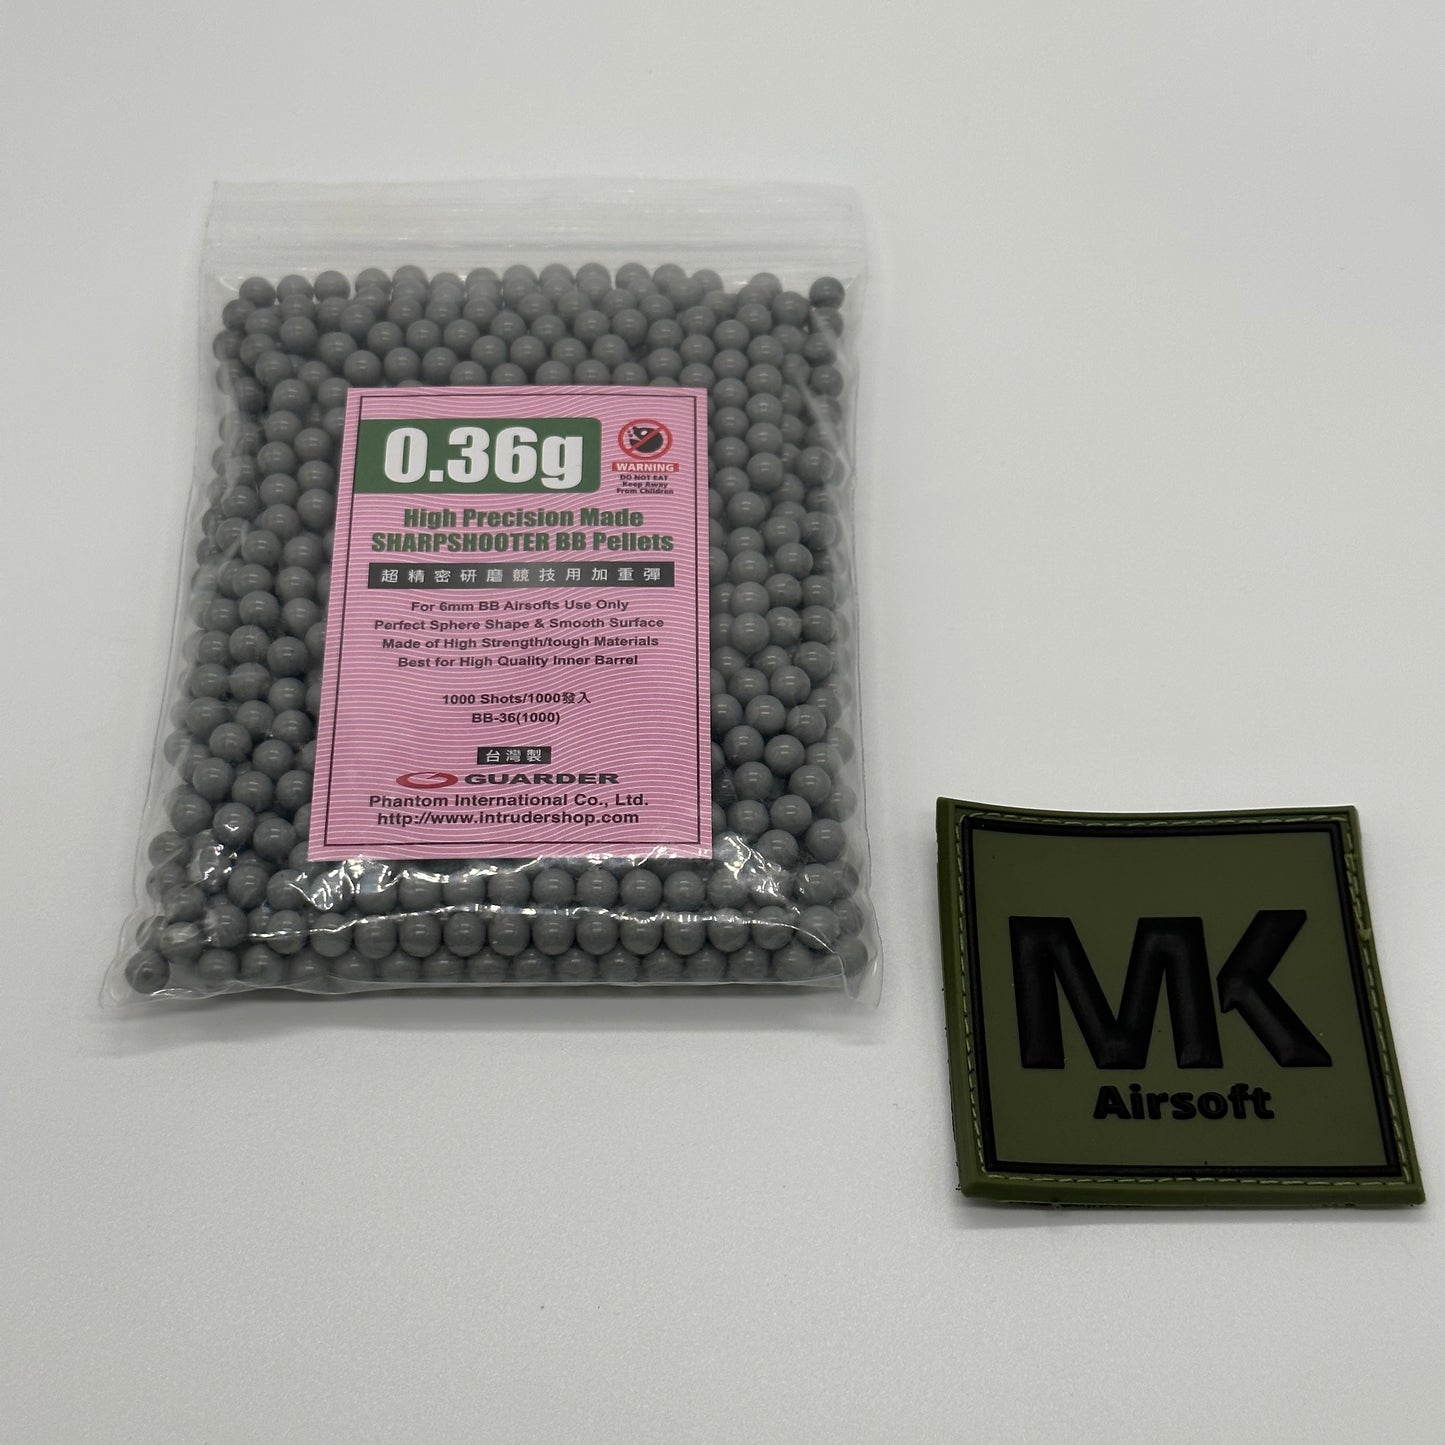 0.36g
WARNING
DO NOT EAT
Keep Away
From Children
High Precision Made
SHARPSHOOTER BB Pellets
超精密研磨競技用加重彈
For 6mm BB Airsofts Use Only
Perfect Sphere Shape & Smooth Surface
Made of High Strength/tough Materials
Best for High Quality Inner Barrel
1000 Shots/1000發入
BB-36(1000)
台灣製
GUARDER
Phantom International Co., Ltd.
http://www.intrudershop.com
MK
Airsoft